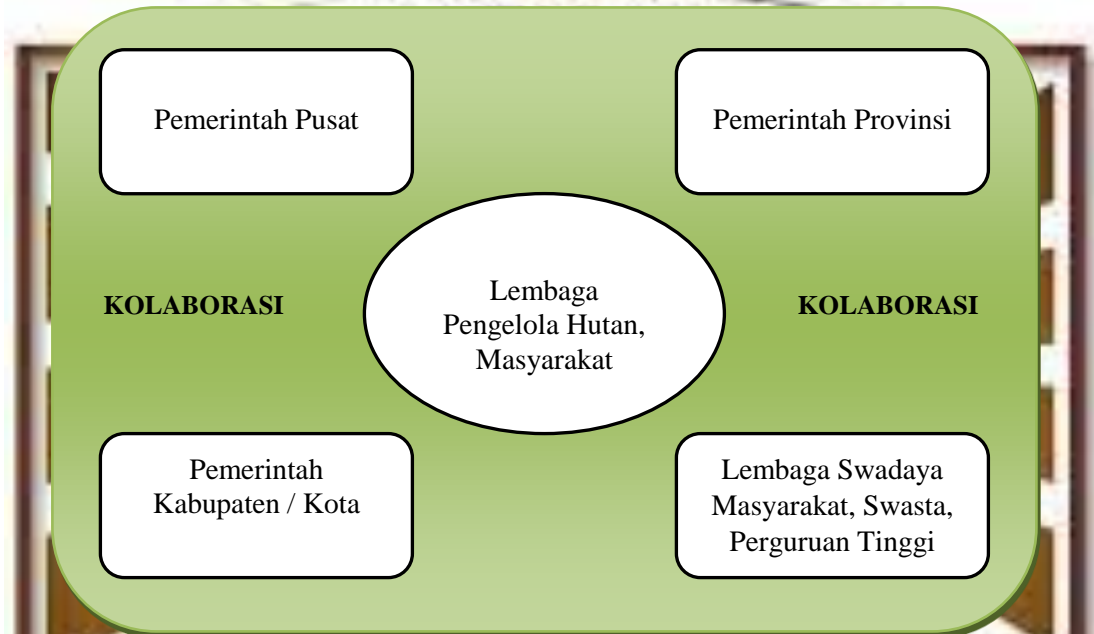 Pemerintah Pusat
Pemerintah Provinsi
KOLABORASI
Lembaga
Pengelola Hutan,
Masyarakat
KOLABORASI
Pemerintah
Kabupaten / Kota
Lembaga Swadaya
Masyarakat, Swasta,
Perguruan Tinggi